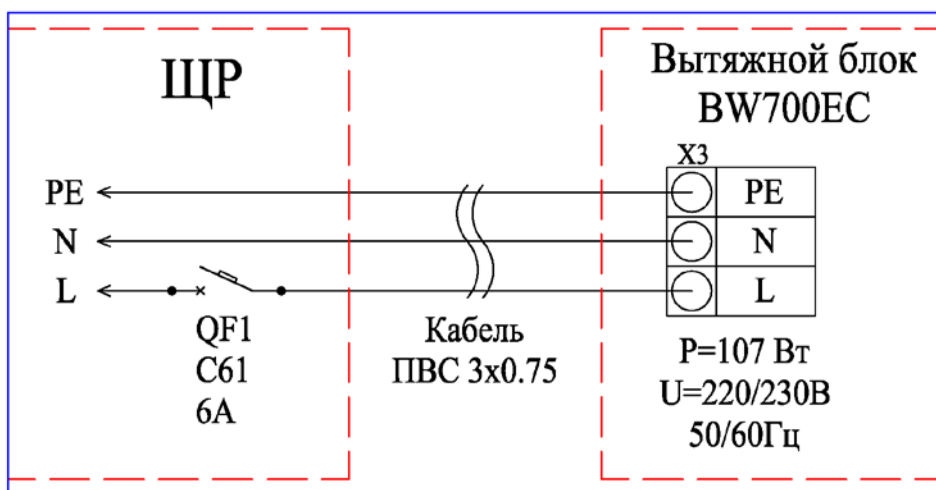 ЩР
PE
N
L
QF1
C61
6A
Кабель
ПВС 3x0.75
Вытяжной блок
BW700EC
X3
PE
N
L
P=107 Вт
U=220/230В
50/60Гц